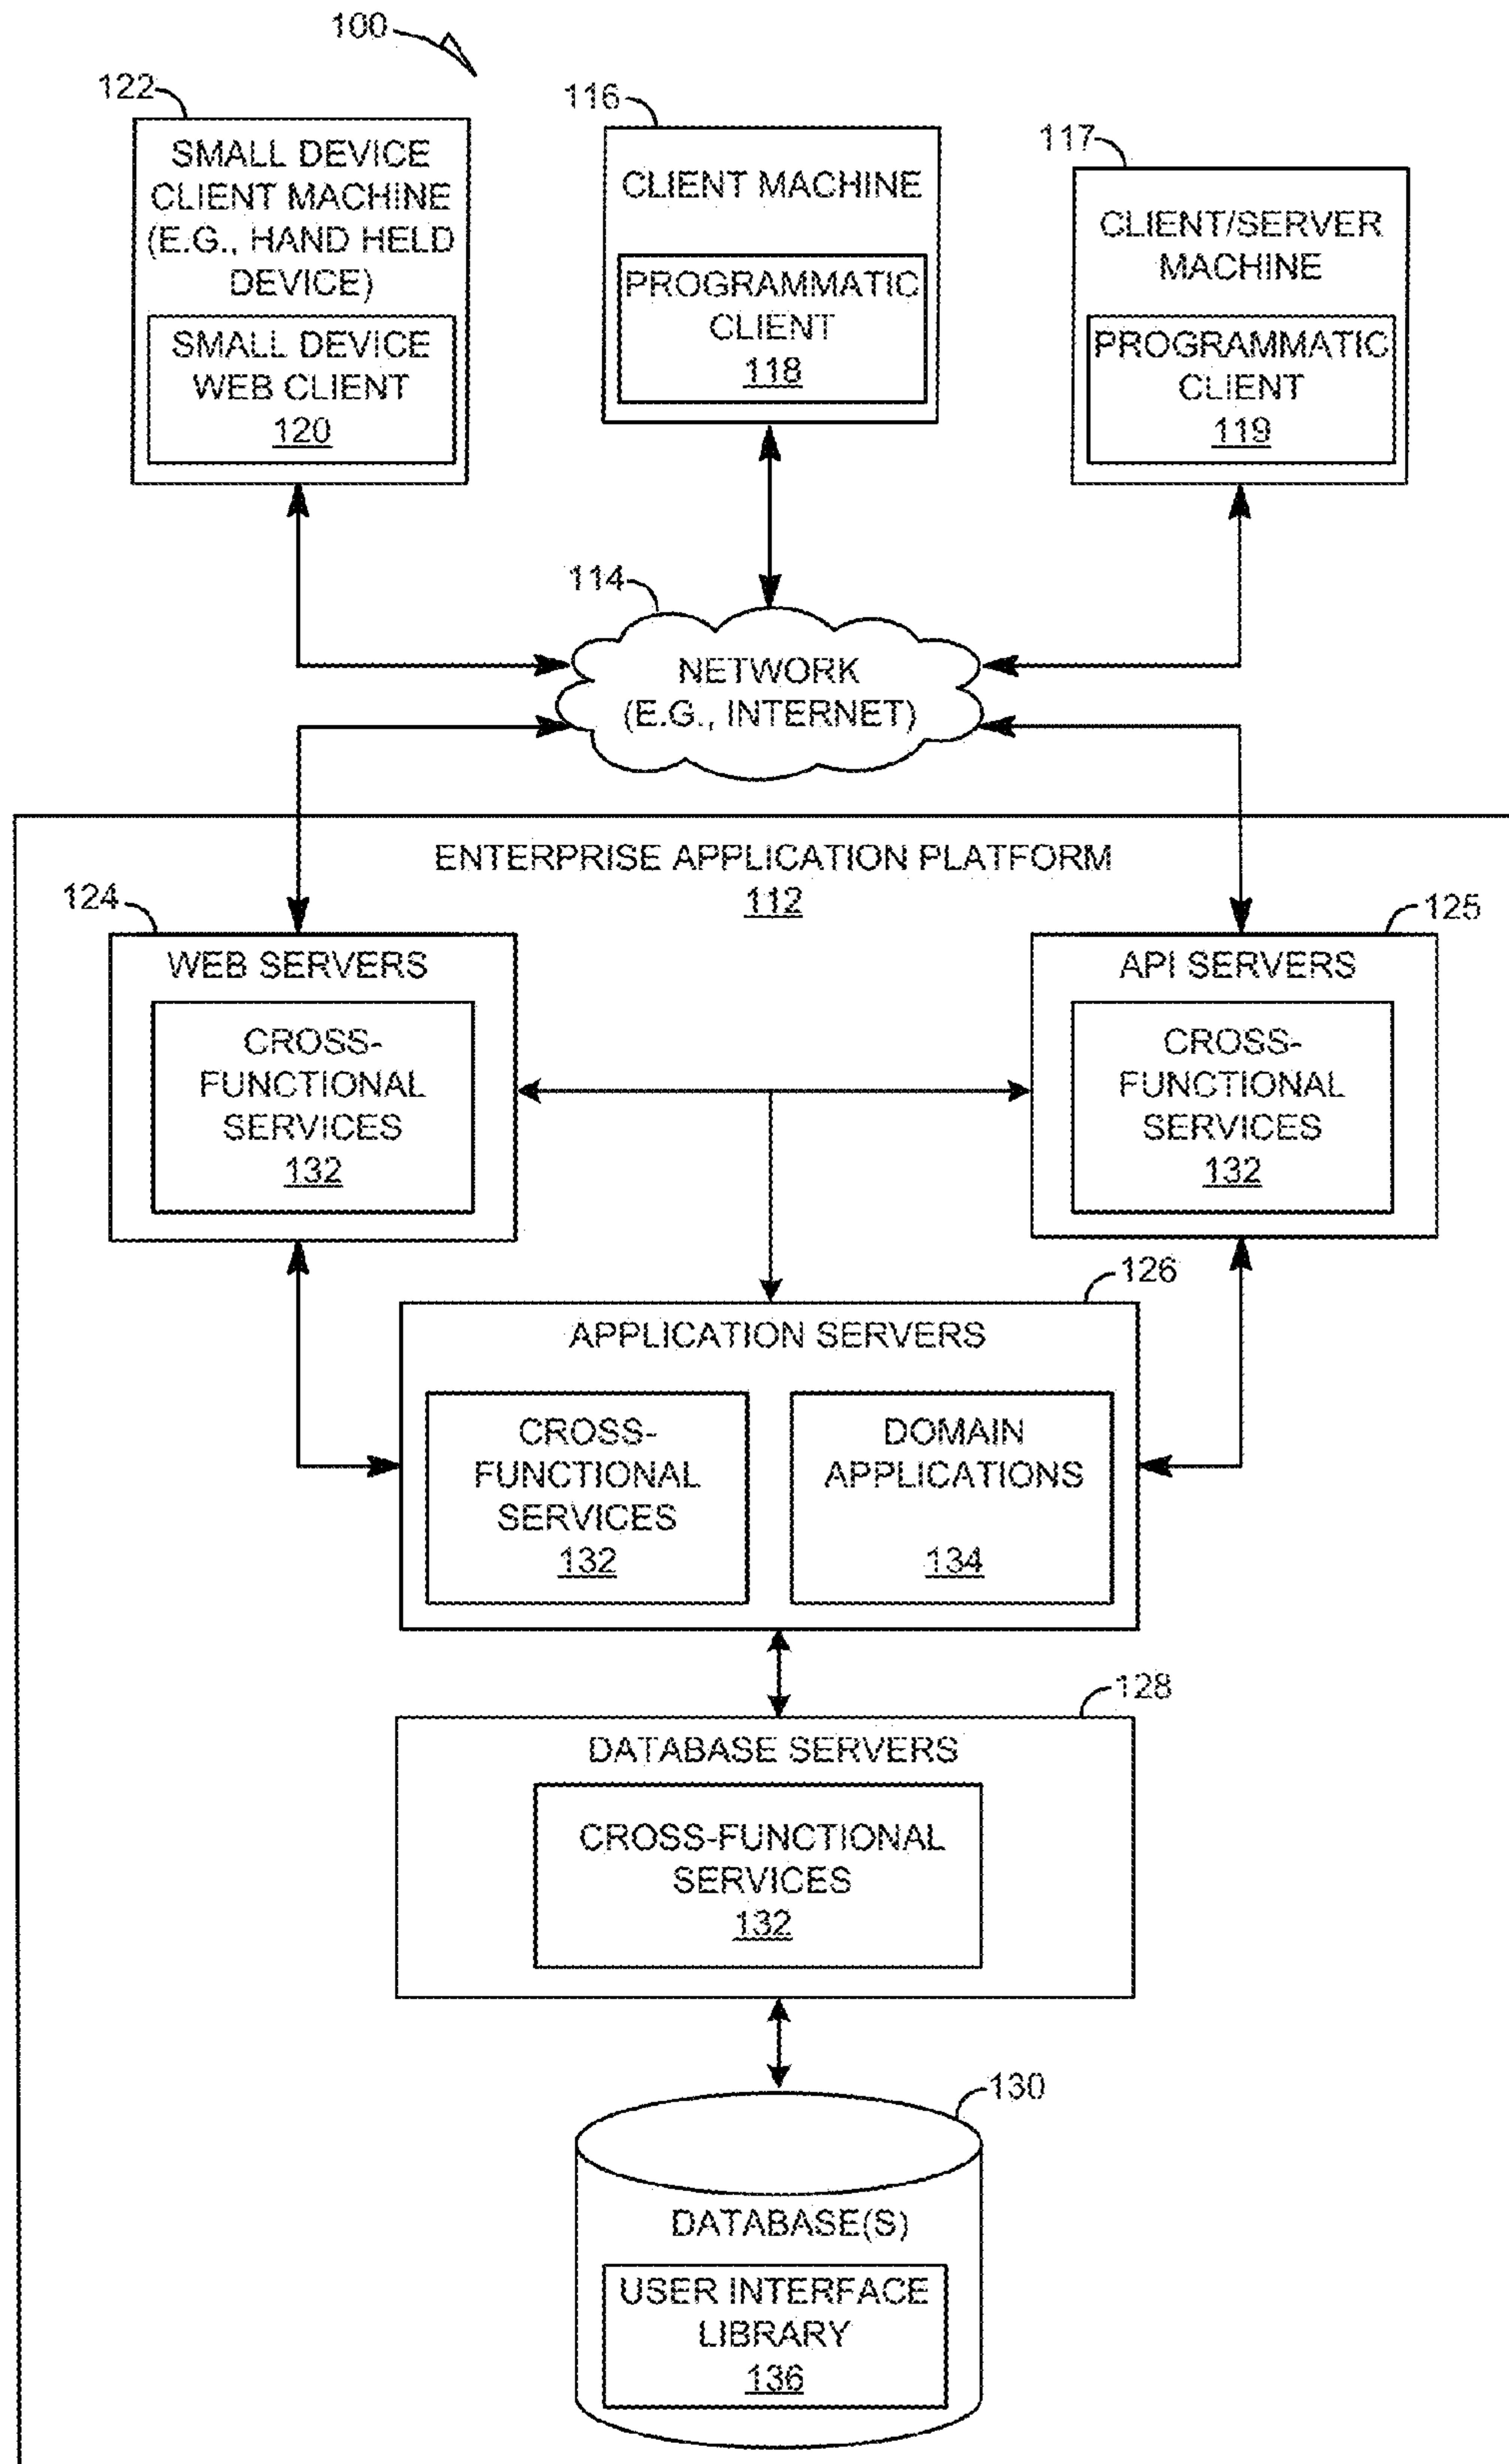 100
122
SMALL DEVICE
CLIENT MACHINE
(E.G., HAND HELD
DEVICE)
SMALL DEVICE
WEB CLIENT
120
116
CLIENT MACHINE
PROGRAMMATIC
CLIENT
118
117
CLIENT/SERVER
MACHINE
PROGRAMMATIC
CLIENT
119
114
NETWORK
(E.G., INTERNET)
ENTERPRISE APPLICATION PLATFORM
112
124
WEB SERVERS
CROSS-
FUNCTIONAL
SERVICES
132
125
API SERVERS
CROSS-
FUNCTIONAL
SERVICES
132
126
APPLICATION SERVERS
CROSS-
FUNCTIONAL
SERVICES
132
DOMAIN
APPLICATIONS
134
128
DATABASE SERVERS
CROSS-FUNCTIONAL
SERVICES
132
130
DATABASE(S)
USER INTERFACE
LIBRARY
136